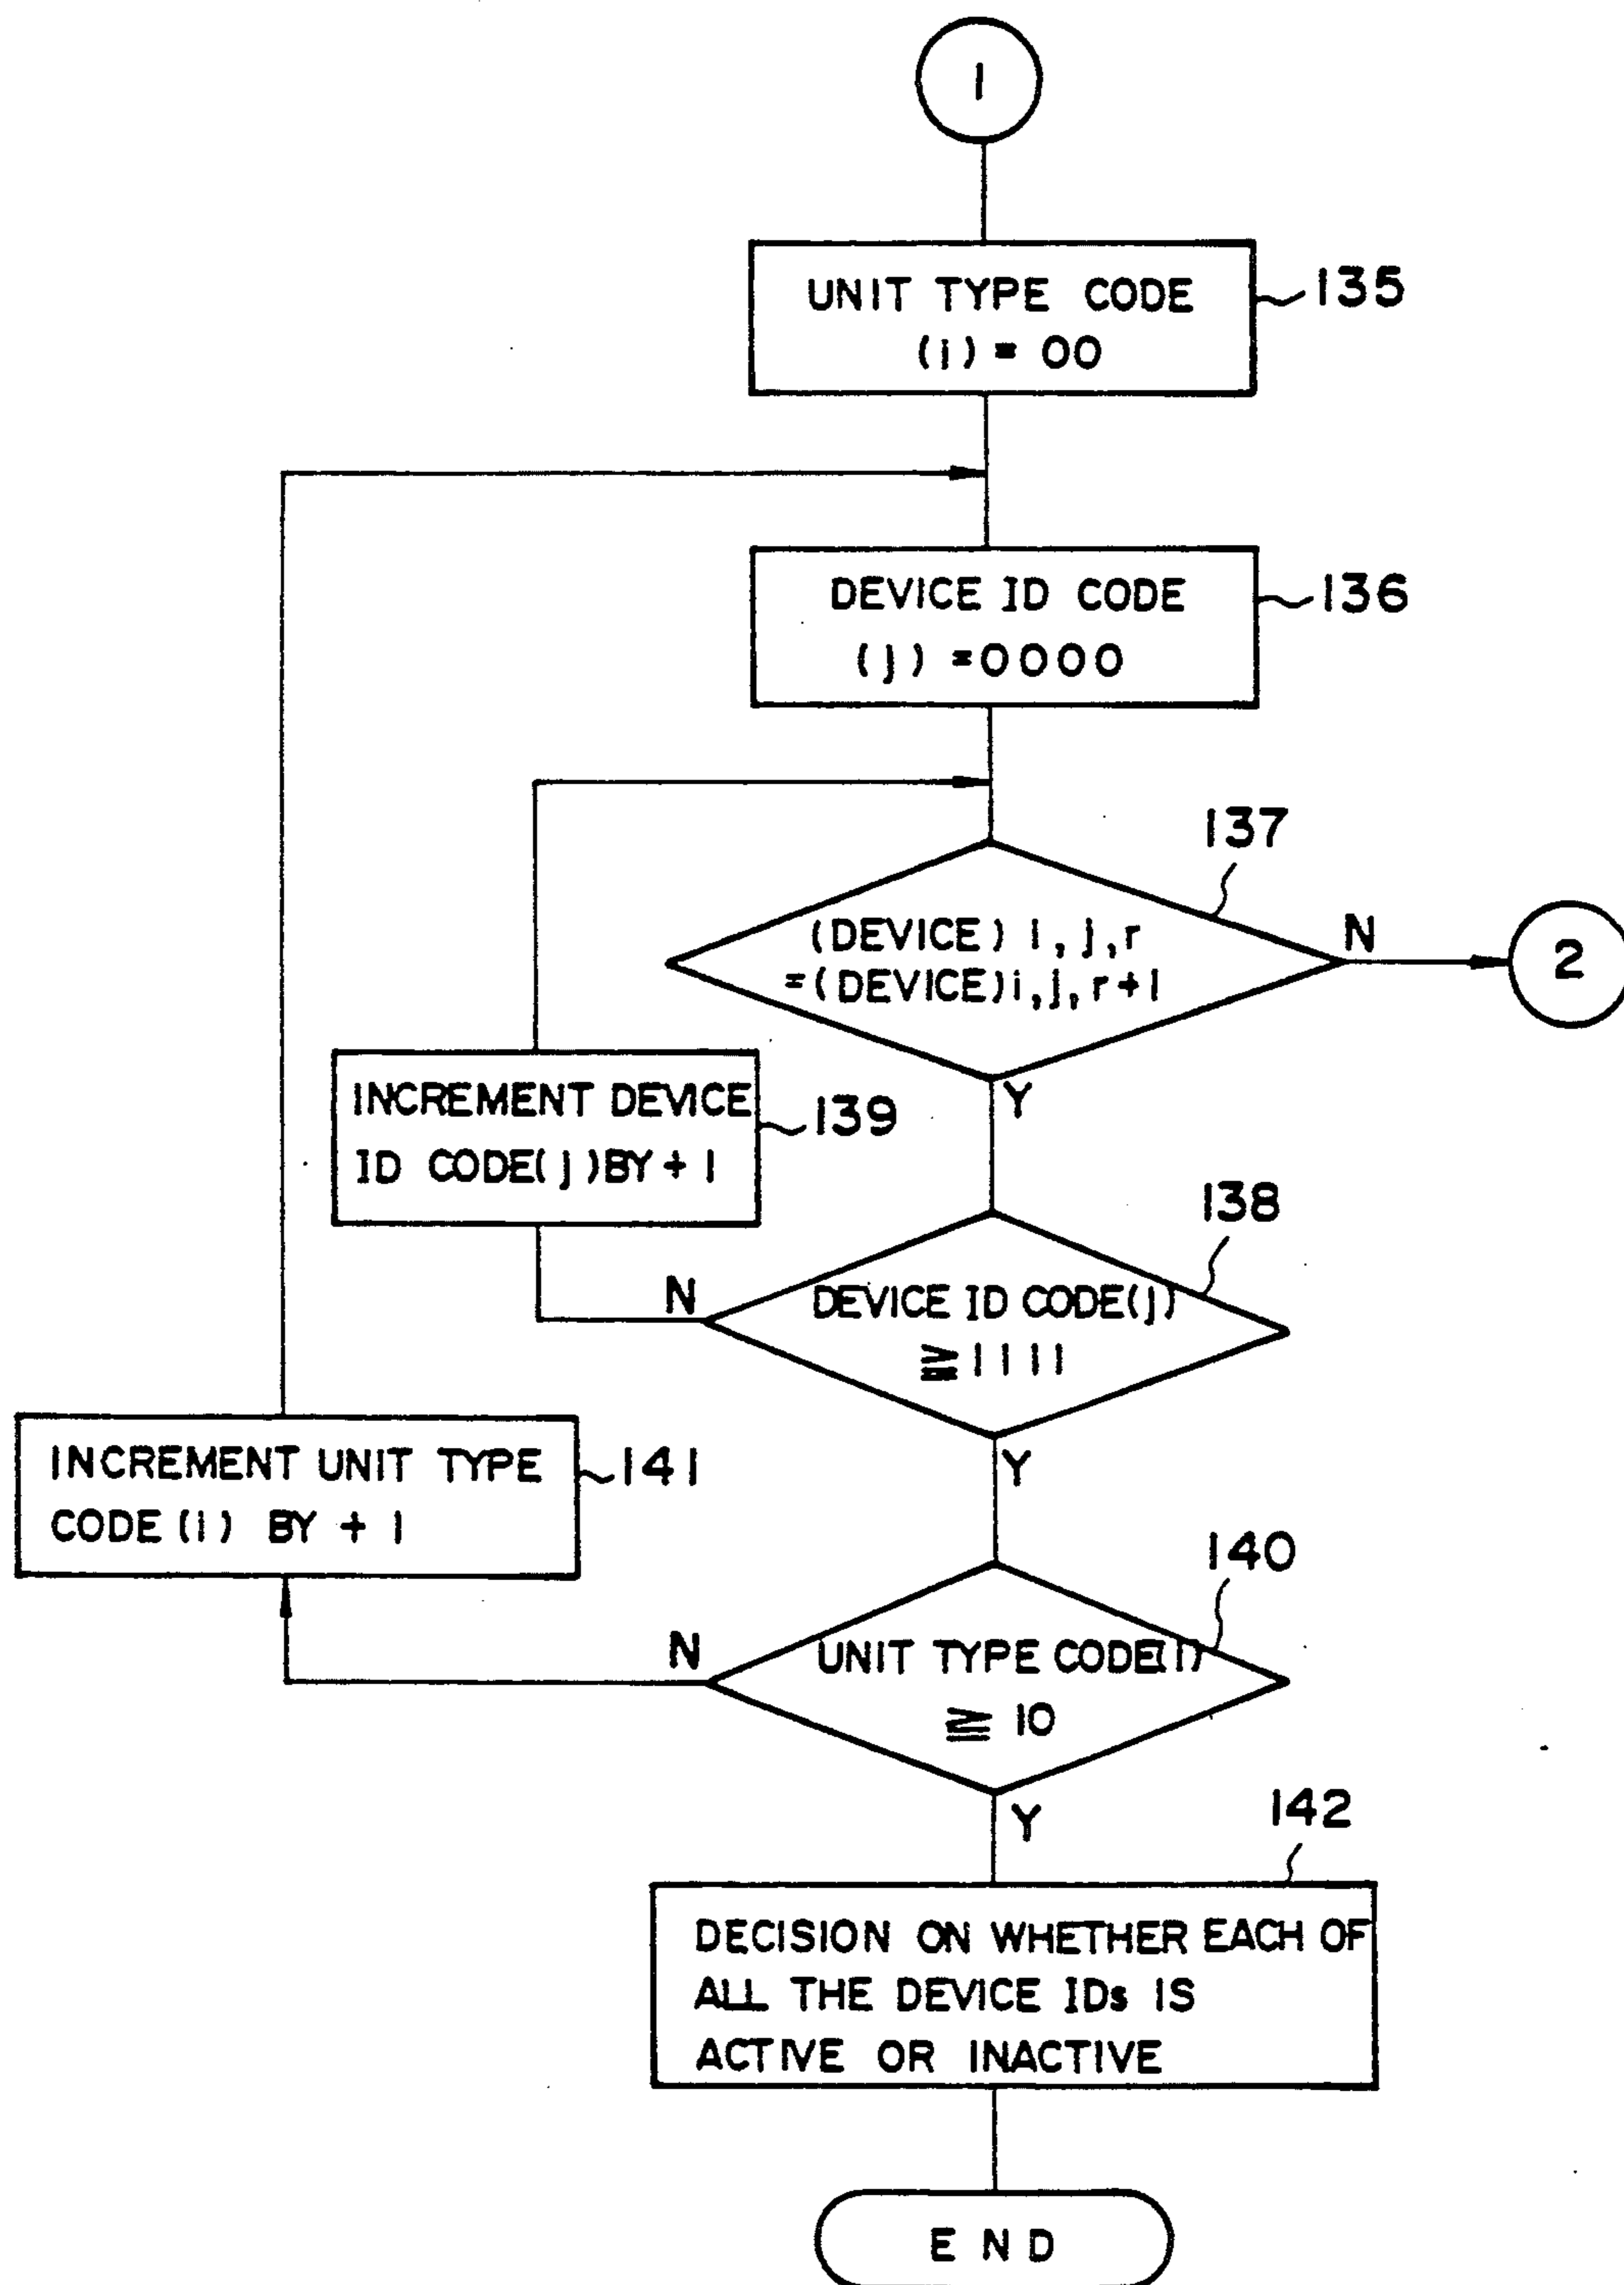 1
UNIT TYPE CODE
(i) = 00
135
DEVICE ID CODE
(j) =0000
136
137
(DEVICE) i, j, r
=(DEVICE)i, j, r+1
N
2
Y
INCREMENT DEVICE
ID CODE(j)BY + 1
139
138
DEVICE ID CODE(j)
≧1111
N
Y
INCREMENT UNIT TYPE
CODE (i) BY + 1
141
140
UNIT TYPE CODE(i)
≧ 10
N
Y
142
DECISION ON WHETHER EACH OF
ALL THE DEVICE IDs IS
ACTIVE OR INACTIVE
END